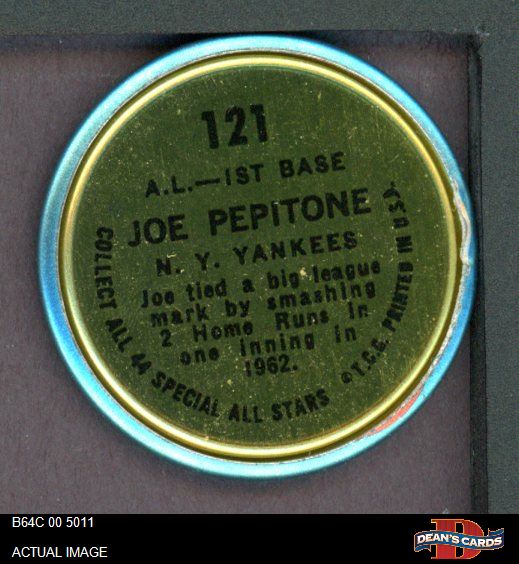 121
A.L.—1ST BASE
JOE PEPITONE
N. Y. YANKEES
Joe tied a big league
mark by smashing
2 Home Runs in
one inning in
1962.
COLLECT ALL 44 SPECIAL ALL STARS
©T.C.G. PRINTED IN U.S.A.
B64C 00 5011
ACTUAL IMAGE
D
DEAN'S CARDS